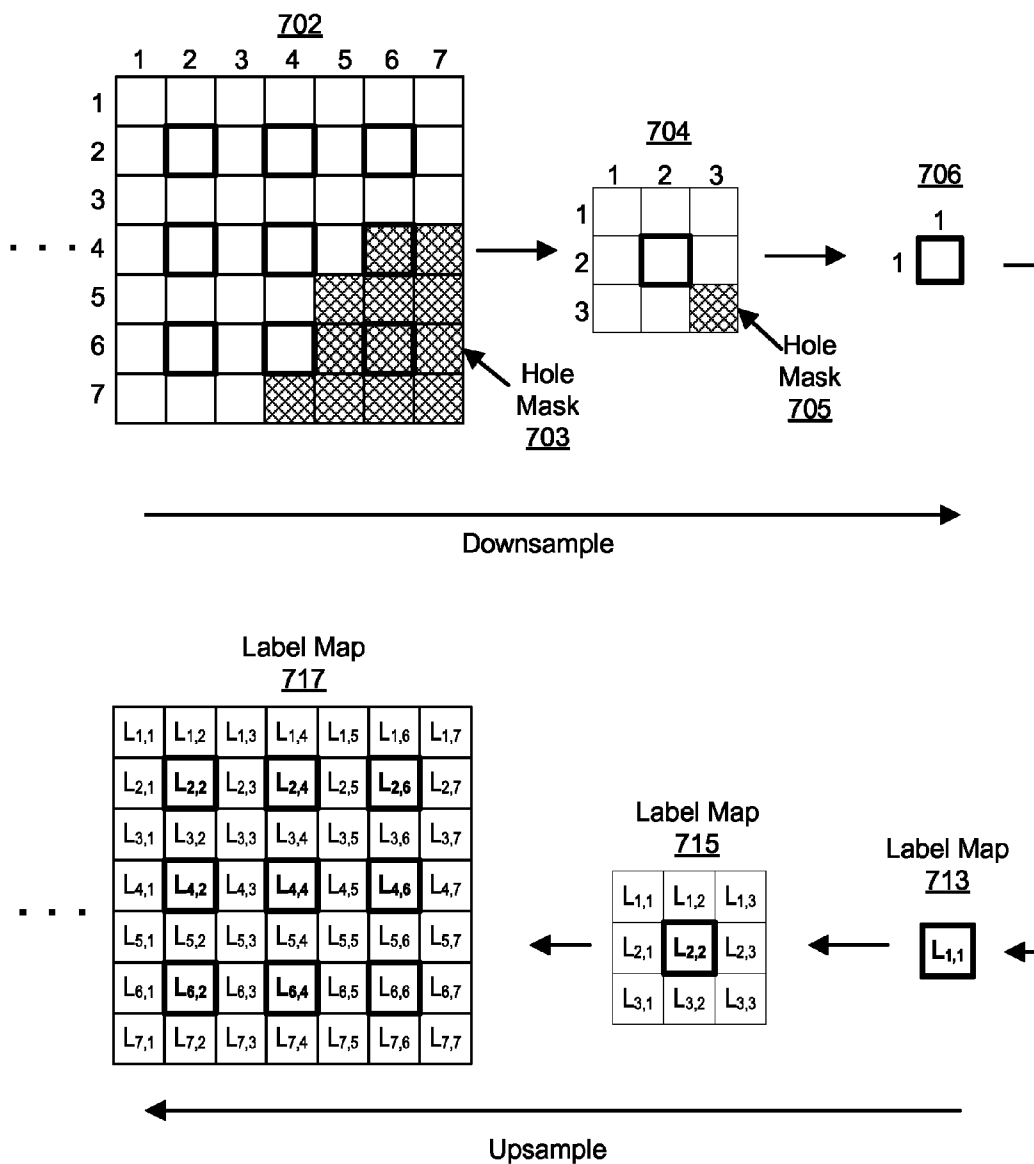 702
1 2 3 4 5 6 7
1
2
3
4
5
6
7
. . .
Hole
Mask
703
704
1 2 3
1
2
3
Hole
Mask
705
706
1
1
Downsample
Label Map
717
L1,1 L1,2 L1,3 L1,4 L1,5 L1,6 L1,7
L2,1 L2,2 L2,3 L2,4 L2,5 L2,6 L2,7
L3,1 L3,2 L3,3 L3,4 L3,5 L3,6 L3,7
L4,1 L4,2 L4,3 L4,4 L4,5 L4,6 L4,7
L5,1 L5,2 L5,3 L5,4 L5,5 L5,6 L5,7
L6,1 L6,2 L6,3 L6,4 L6,5 L6,6 L6,7
L7,1 L7,2 L7,3 L7,4 L7,5 L7,6 L7,7
. . .
Label Map
715
L1,1 L1,2 L1,3
L2,1 L2,2 L2,3
L3,1 L3,2 L3,3
Label Map
713
L1,1
Upsample